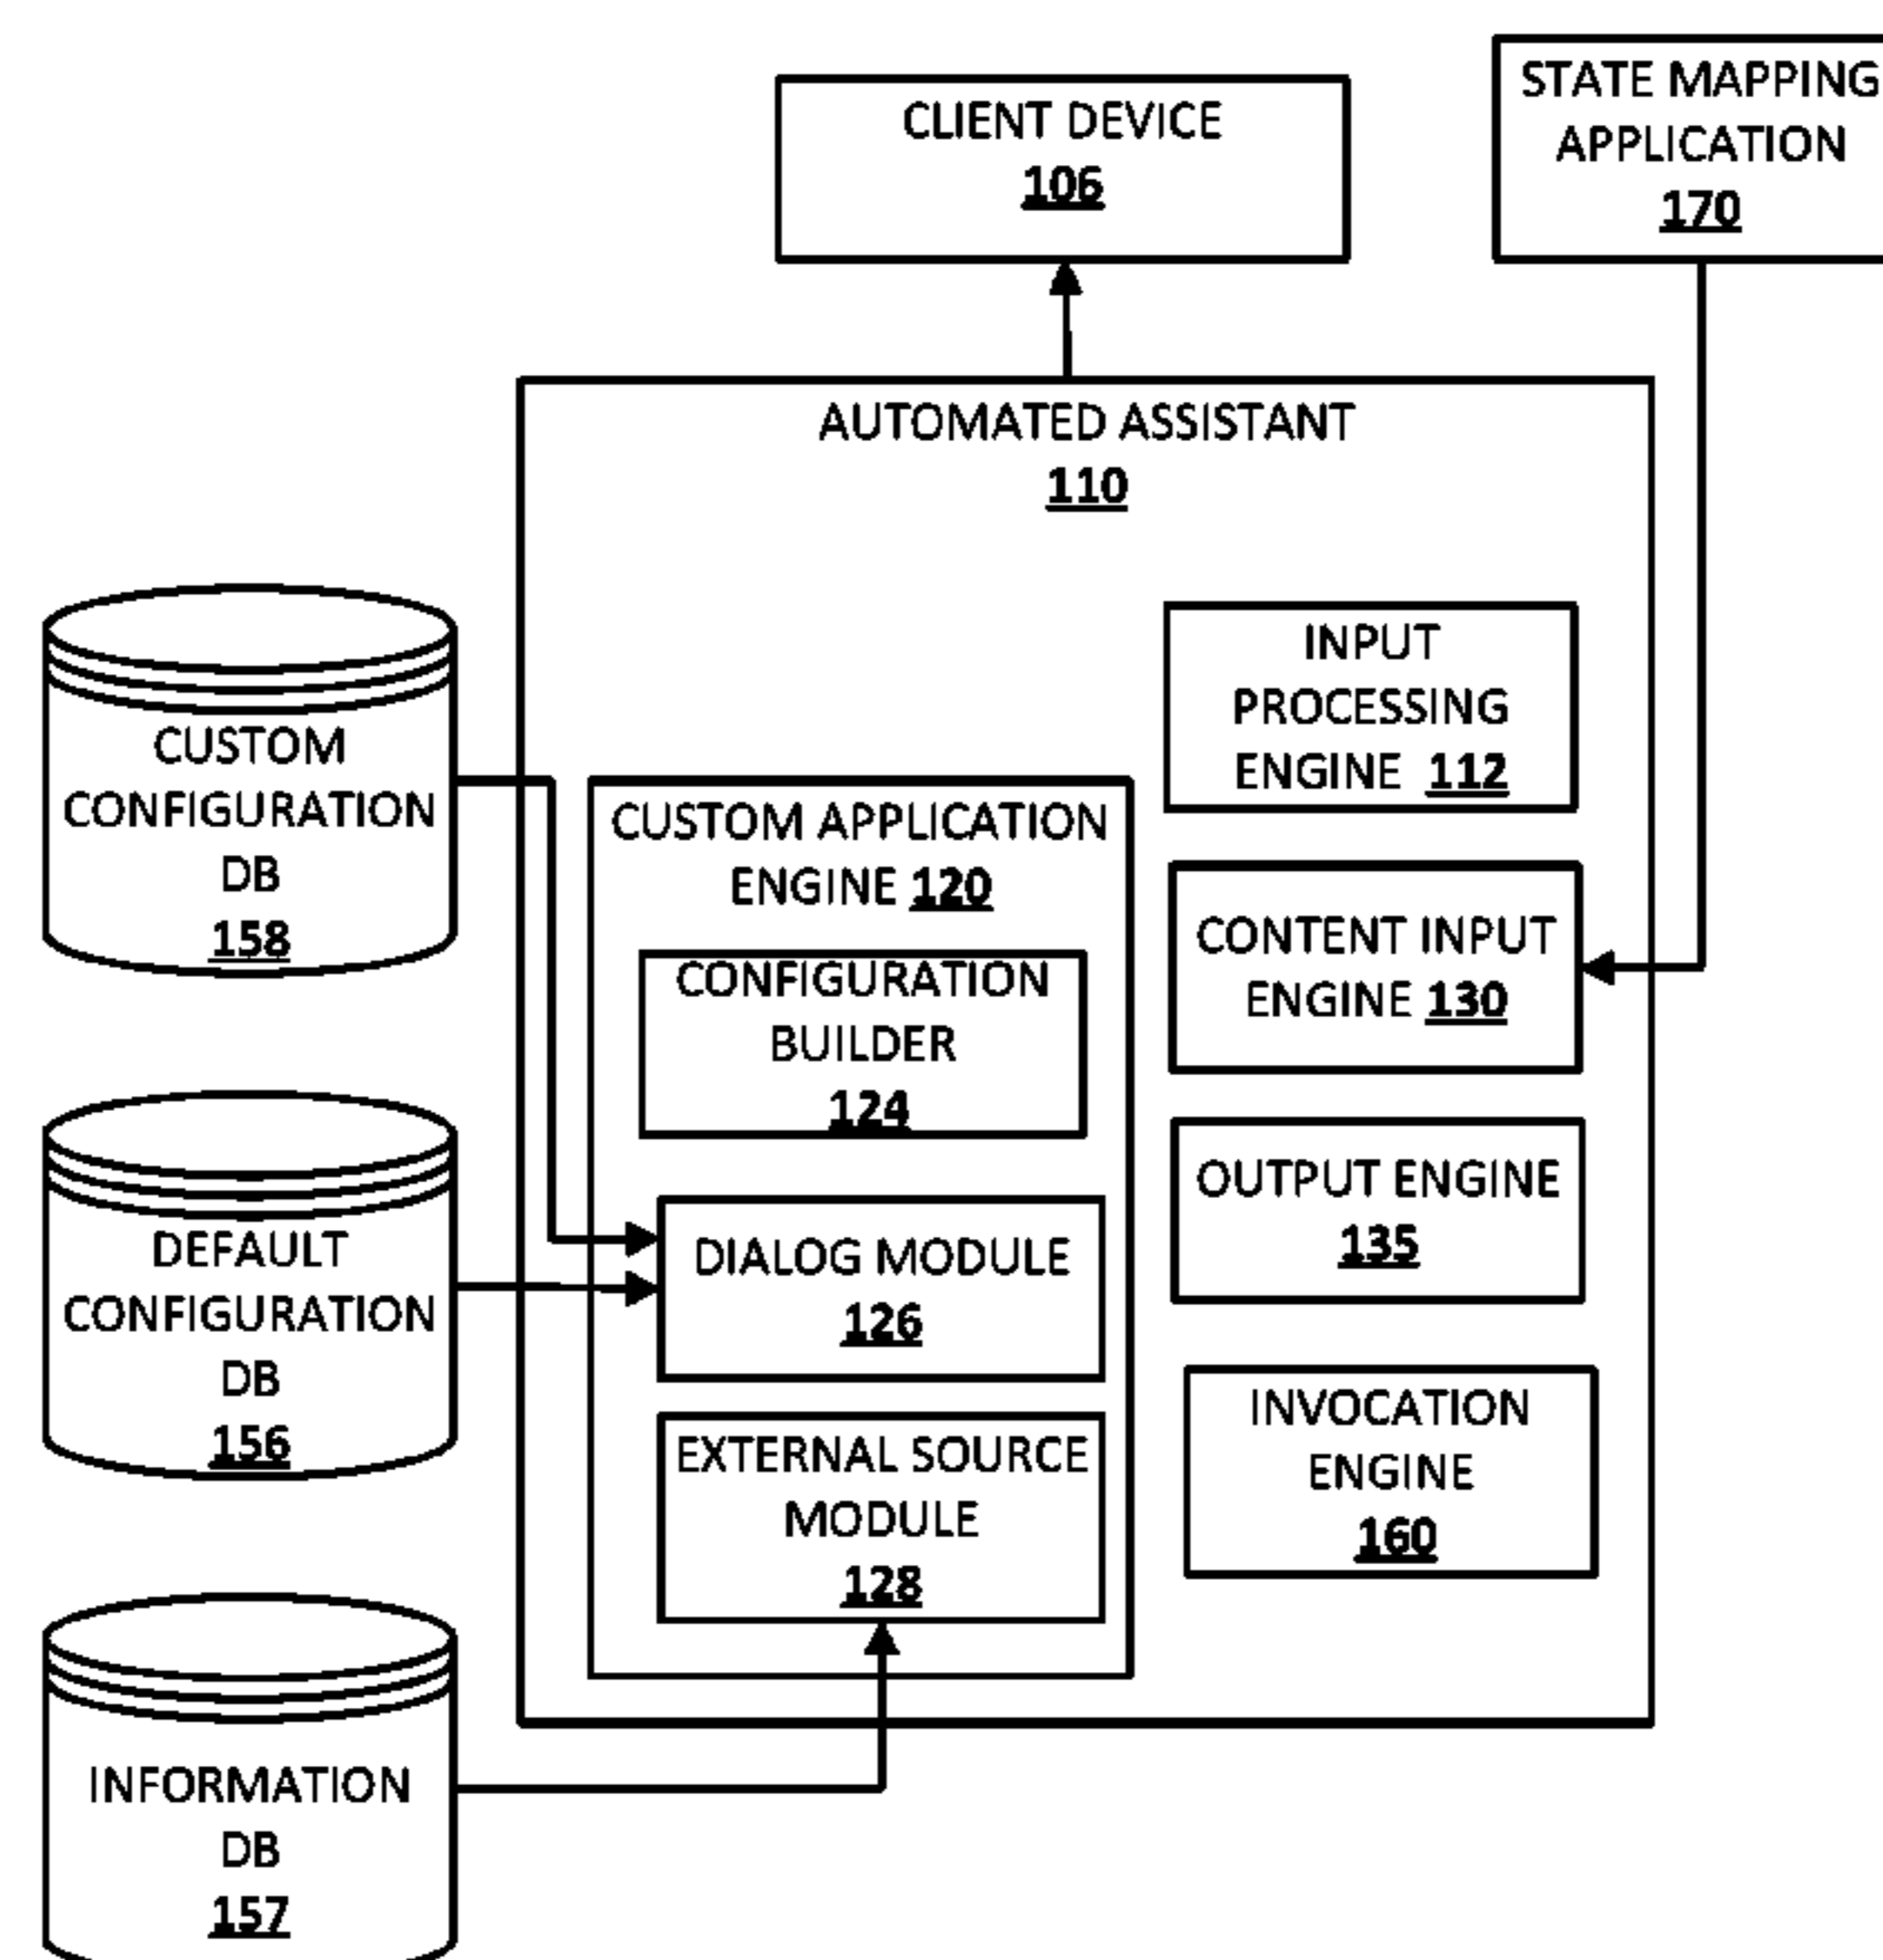 CLIENT DEVICE
106
STATE MAPPING
APPLICATION
170
AUTOMATED ASSISTANT
110
CUSTOM
CONFIGURATION
DB
158
DEFAULT
CONFIGURATION
DB
156
INFORMATION
DB
157
CUSTOM APPLICATION
ENGINE 120
CONFIGURATION
BUILDER
124
DIALOG MODULE
126
EXTERNAL SOURCE
MODULE
128
INPUT
PROCESSING
ENGINE 112
CONTENT INPUT
ENGINE 130
OUTPUT ENGINE
135
INVOCATION
ENGINE
160